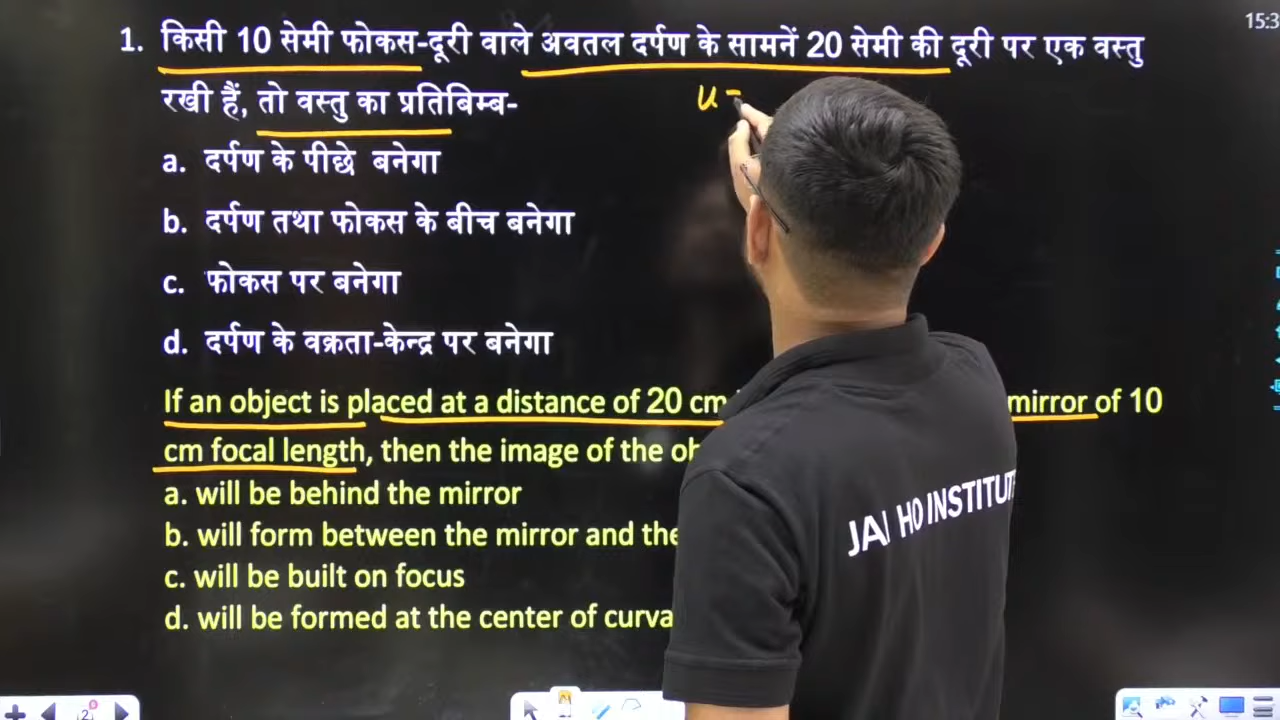 1. किसी 10 सेमी फोकस-दूरी वाले अवतल दर्पण के सामनें 20 सेमी की दूरी पर एक वस्तु
रखी हैं, तो वस्तु का प्रतिबिम्ब-
u =
a. दर्पण के पीछे बनेगा
b. दर्पण तथा फोकस के बीच बनेगा
c. फोकस पर बनेगा
d. दर्पण के वक्रता-केन्द्र पर बनेगा
If an object is placed at a distance of 20 cm mirror of 10
cm focal length, then the image of the
a. will be behind the mirror
b. will form between the mirror and the
c. will be built on focus
d. will be formed at the center of
JAI HO INSTITUTE
15:3
2